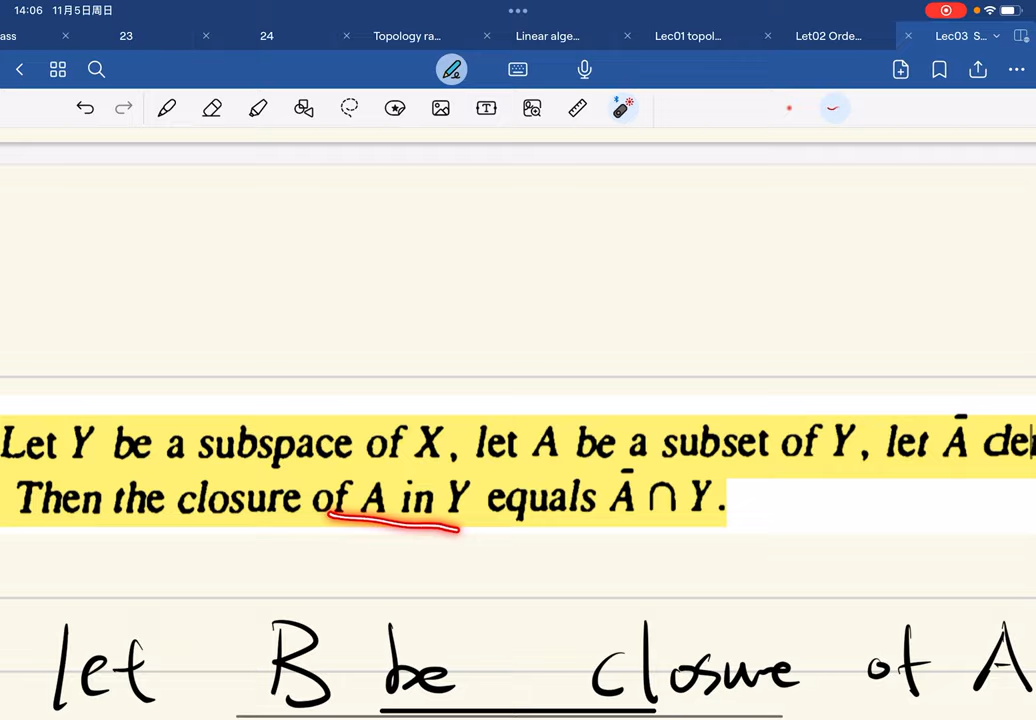 14:06 11月5日周日
ass 23 24 Topology ra... Linear alge... Lec01 topol... Let02 Orde... Lec03 S...
Let Y be a subspace of X, let A be a subset of Y, let Ā de
Then the closure of A in Y equals Ā ∩ Y.
let B be closure of A